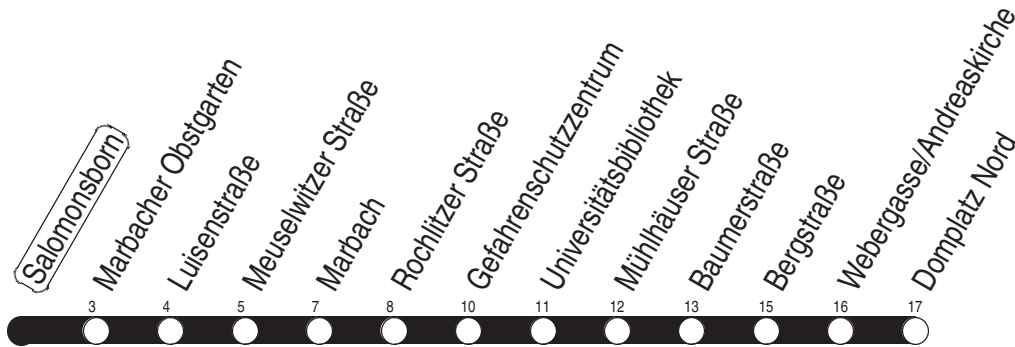 Salomonsborn
Marbacher Obstgarten
Luisenstraße
Meuselwitzer Straße
Marbach
Rochlitzer Straße
Gefahrenschutzzentrum
Universitätsbibliothek
Mühlhäuser Straße
Baumerstraße
Bergstraße
Webergasse/Andreaskirche
Domplatz Nord
3 4 5 7 8 10 11 12 13 15 16 17